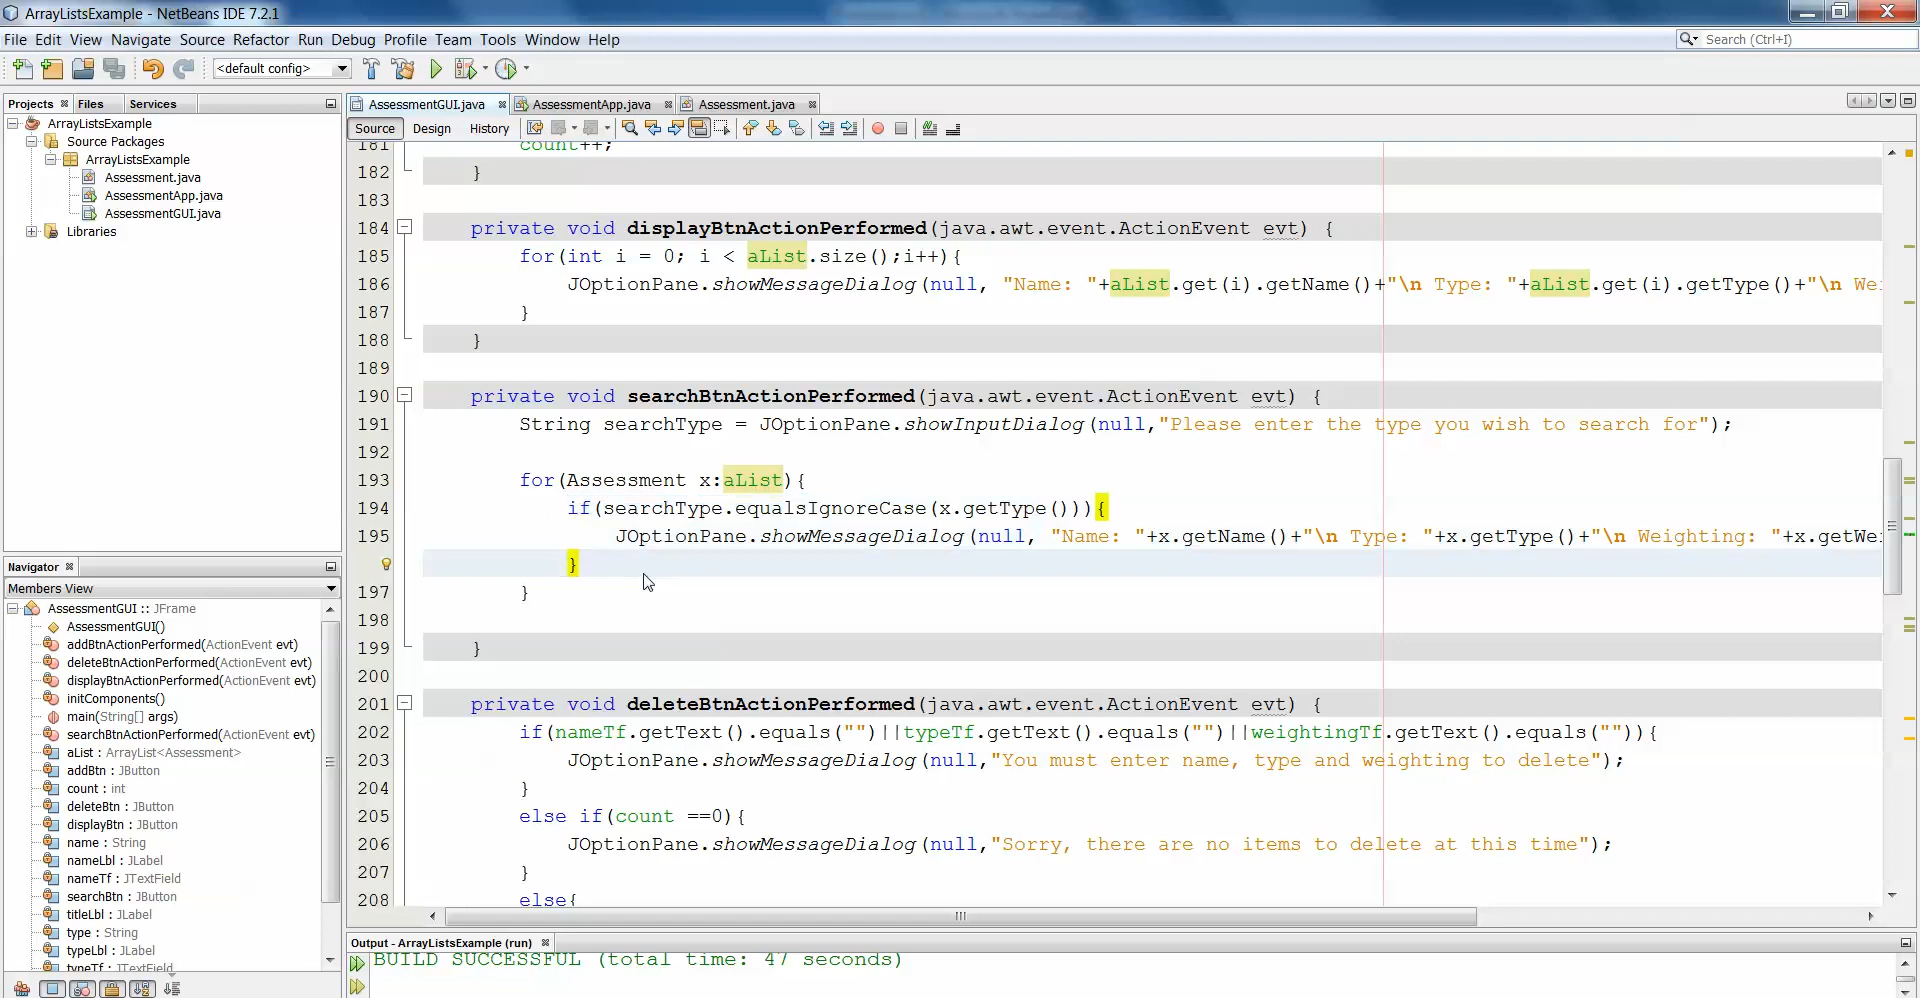 ArrayListsExample - NetBeans IDE 7.2.1
File Edit View Navigate Source Refactor Run Debug Profile Team Tools Window Help
Search (Ctrl+I)
<default config>
Projects Files Services
AssessmentGUI.java AssessmentApp.java Assessment.java
Source Design History
ArrayListsExample
Source Packages
ArrayListsExample
Assessment.java
AssessmentApp.java
AssessmentGUI.java
Libraries
181 count++;
182 }
183
184 private void displayBtnActionPerformed(java.awt.event.ActionEvent evt) {
185 for(int i = 0; i < aList.size();i++){
186 JOptionPane.showMessageDialog(null, "Name: "+aList.get(i).getName()+"\n Type: "+aList.get(i).getType()+"\n We
187 }
188 }
189
190 private void searchBtnActionPerformed(java.awt.event.ActionEvent evt) {
191 String searchType = JOptionPane.showInputDialog(null,"Please enter the type you wish to search for");
192
193 for(Assessment x:aList){
194 if(searchType.equalsIgnoreCase(x.getType())){
195 JOptionPane.showMessageDialog(null, "Name: "+x.getName()+"\n Type: "+x.getType()+"\n Weighting: "+x.getWei
}
197 }
198
199 }
200
201 private void deleteBtnActionPerformed(java.awt.event.ActionEvent evt) {
202 if(nameTf.getText().equals("")||typeTf.getText().equals("")||weightingTf.getText().equals("")){
203 JOptionPane.showMessageDialog(null,"You must enter name, type and weighting to delete");
204 }
205 else if(count ==0){
206 JOptionPane.showMessageDialog(null,"Sorry, there are no items to delete at this time");
207 }
208 else{
Navigator
Members View
AssessmentGUI :: JFrame
AssessmentGUI()
addBtnActionPerformed(ActionEvent evt)
deleteBtnActionPerformed(ActionEvent evt)
displayBtnActionPerformed(ActionEvent evt)
initComponents()
main(String[] args)
searchBtnActionPerformed(ActionEvent evt)
aList : ArrayList<Assessment>
addBtn : JButton
count : int
deleteBtn : JButton
displayBtn : JButton
name : String
nameLbl : JLabel
nameTf : JTextField
searchBtn : JButton
titleLbl : JLabel
type : String
typeLbl : JLabel
typeTf : JTextField
Output - ArrayListsExample (run)
BUILD SUCCESSFUL (total time: 47 seconds)